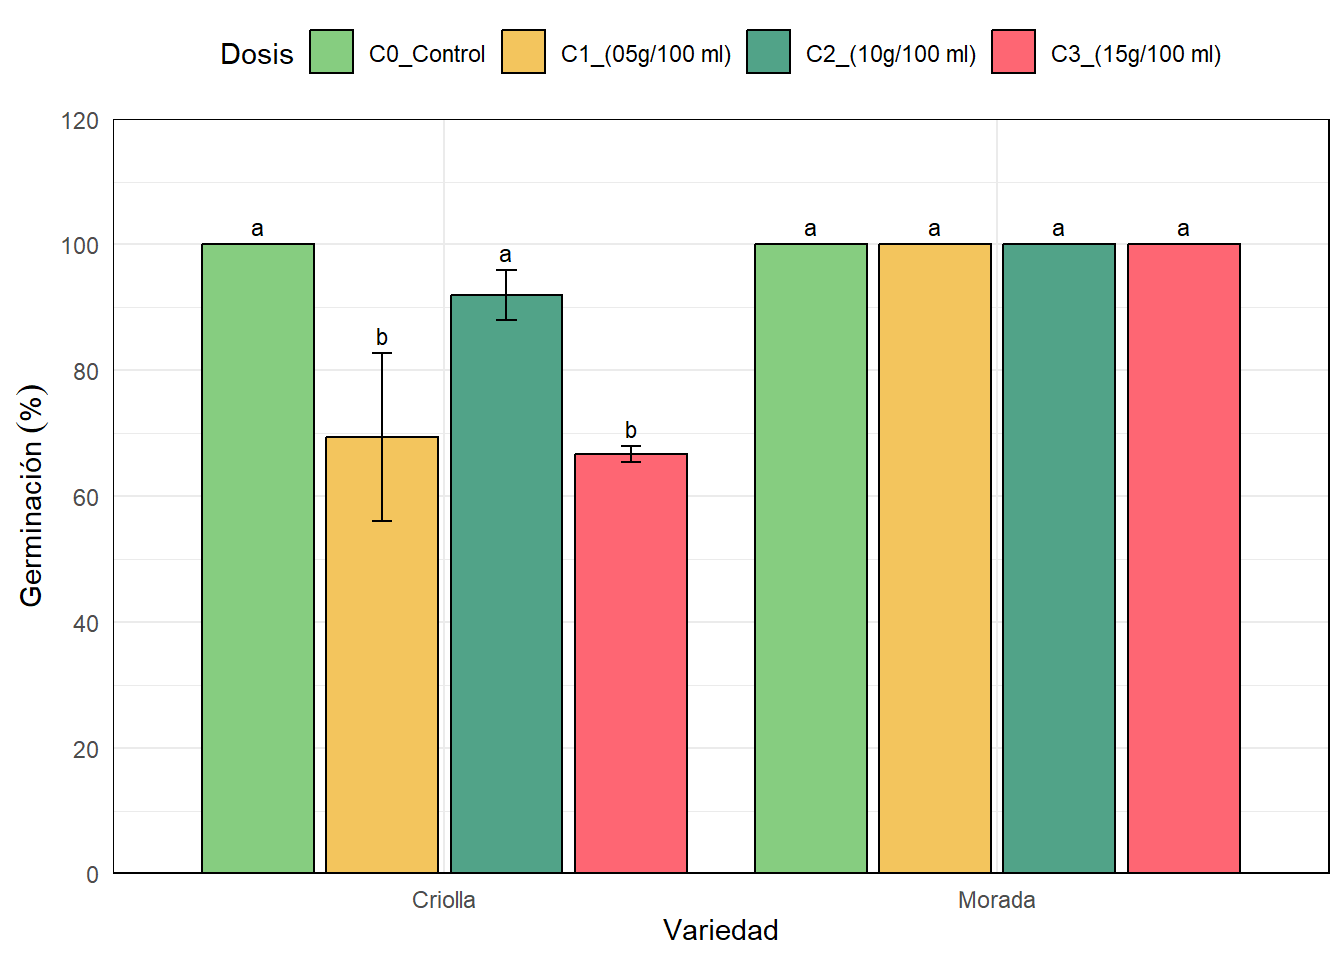 Dosis C0_Control C1_(05g/100 ml) C2_(10g/100 ml) C3_(15g/100 ml)
120
100
80
60
40
20
0
Germinación (%)
a
b
a
b
a
a
a
a
Criolla
Morada
Variedad